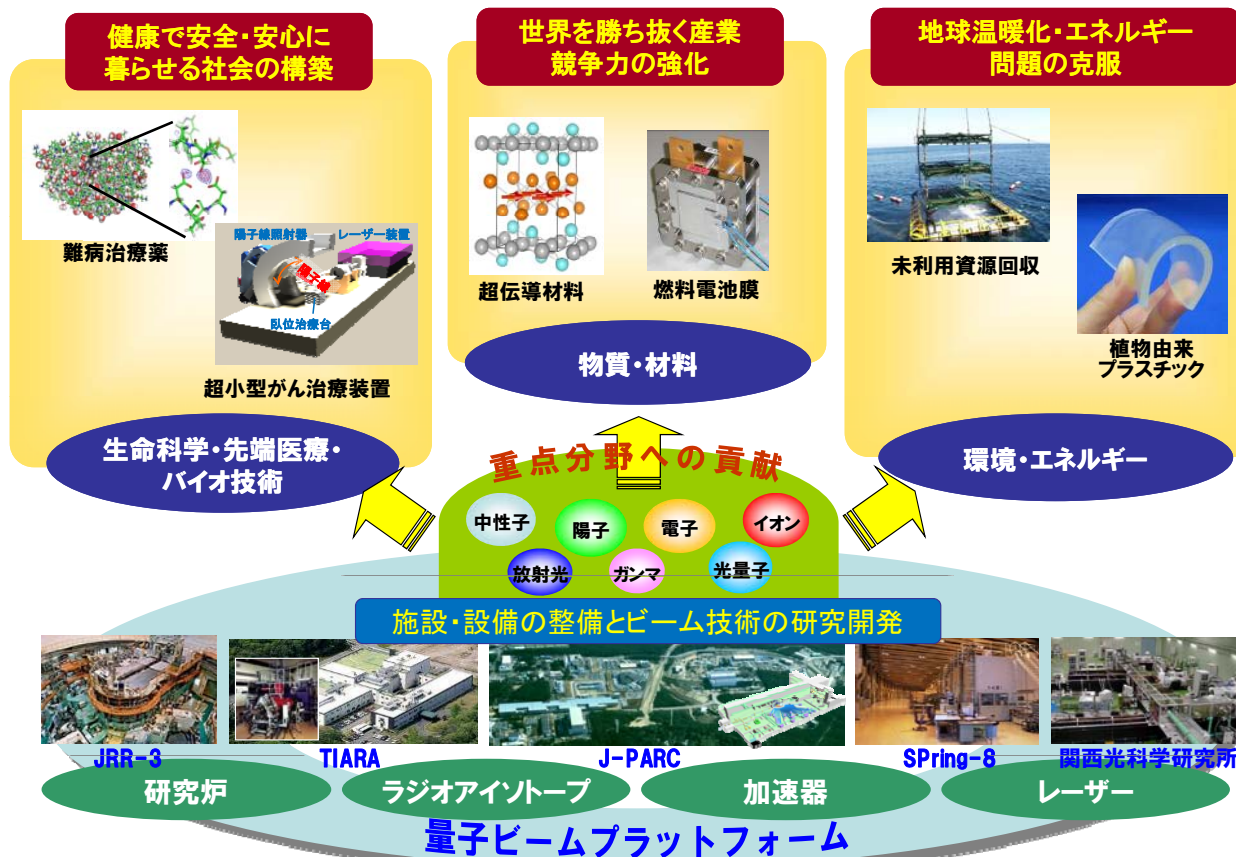 健康で安全・安心に
暮らせる社会の構築
世界を勝ち抜く産業
競争力の強化
地球温暖化・エネルギー
問題の克服
難病治療薬
陽子線照射器
レーザー装置
陽子線
臥位治療台
超小型がん治療装置
超伝導材料
燃料電池膜
未利用資源回収
植物由来
プラスチック
生命科学・先端医療・
バイオ技術
物質・材料
環境・エネルギー
重点分野への貢献
中性子
陽子
電子
イオン
放射光
ガンマ
光量子
施設・設備の整備とビーム技術の研究開発
JRR-3
TIARA
J-PARC
SPring-8
関西光科学研究所
研究炉
ラジオアイソトープ
加速器
レーザー
量子ビームプラットフォーム